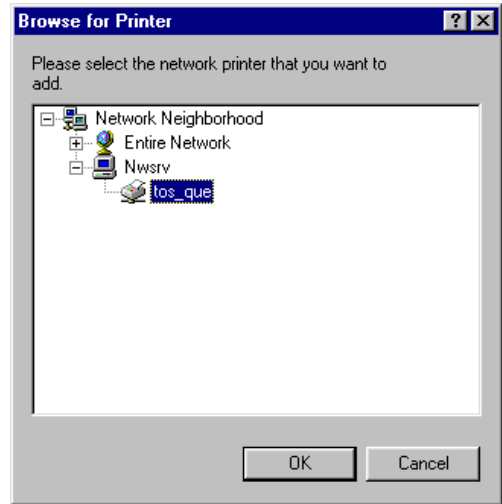 Browse for Printer
Please select the network printer that you want to
add.
Network Neighborhood
Entire Network
Nwsrv
tos_que
OK Cancel